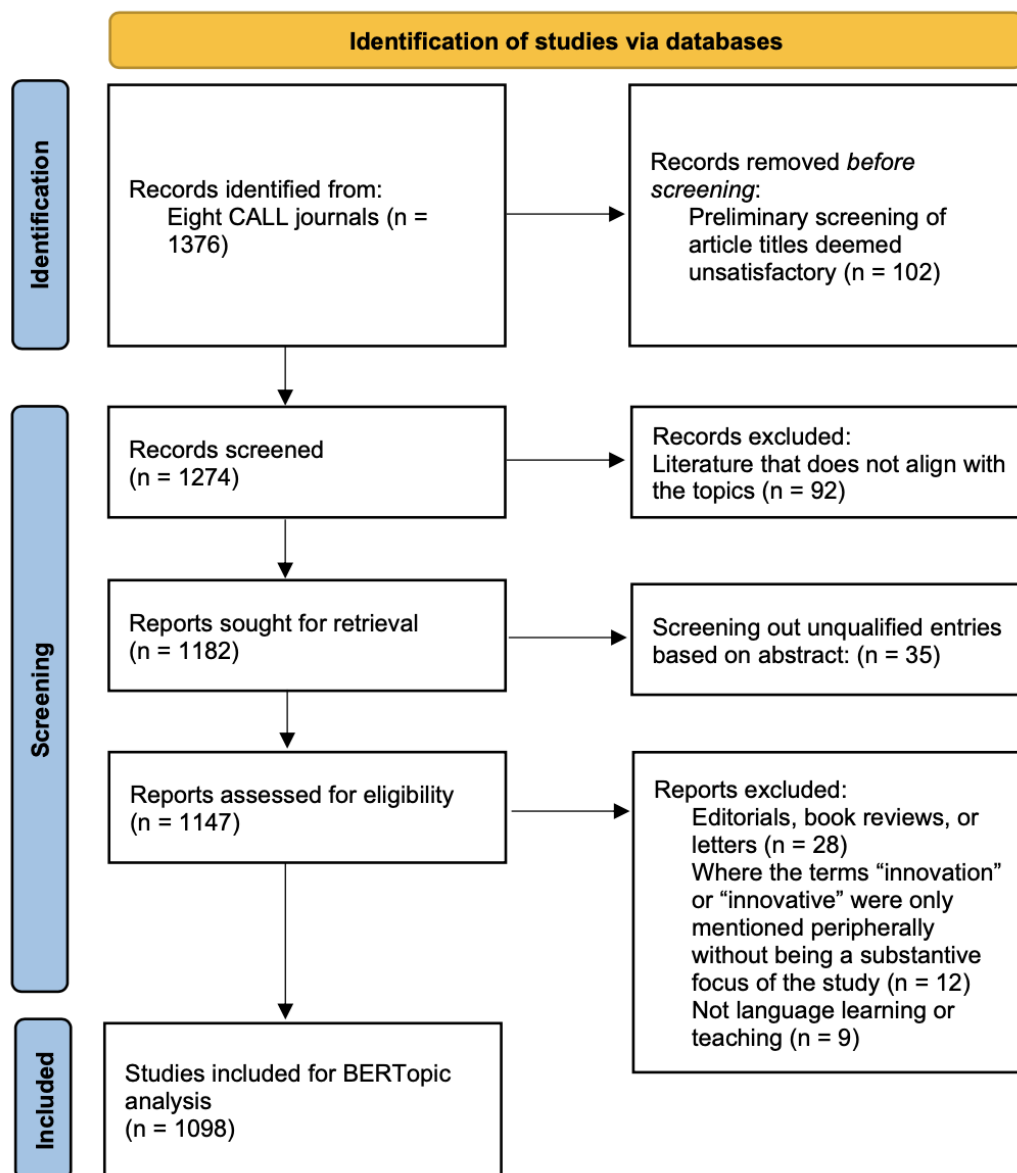 Identification of studies via databases
Identification
Records identified from:
Eight CALL journals (n =
1376)
Records removed before
screening:
Preliminary screening of
article titles deemed
unsatisfactory (n = 102)
Screening
Records screened
(n = 1274)
Records excluded:
Literature that does not align with
the topics (n = 92)
Reports sought for retrieval
(n = 1182)
Screening out unqualified entries
based on abstract: (n = 35)
Reports assessed for eligibility
(n = 1147)
Reports excluded:
Editorials, book reviews, or
letters (n = 28)
Where the terms “innovation”
or “innovative” were only
mentioned peripherally
without being a substantive
focus of the study (n = 12)
Not language learning or
teaching (n = 9)
Included
Studies included for BERTopic
analysis
(n = 1098)